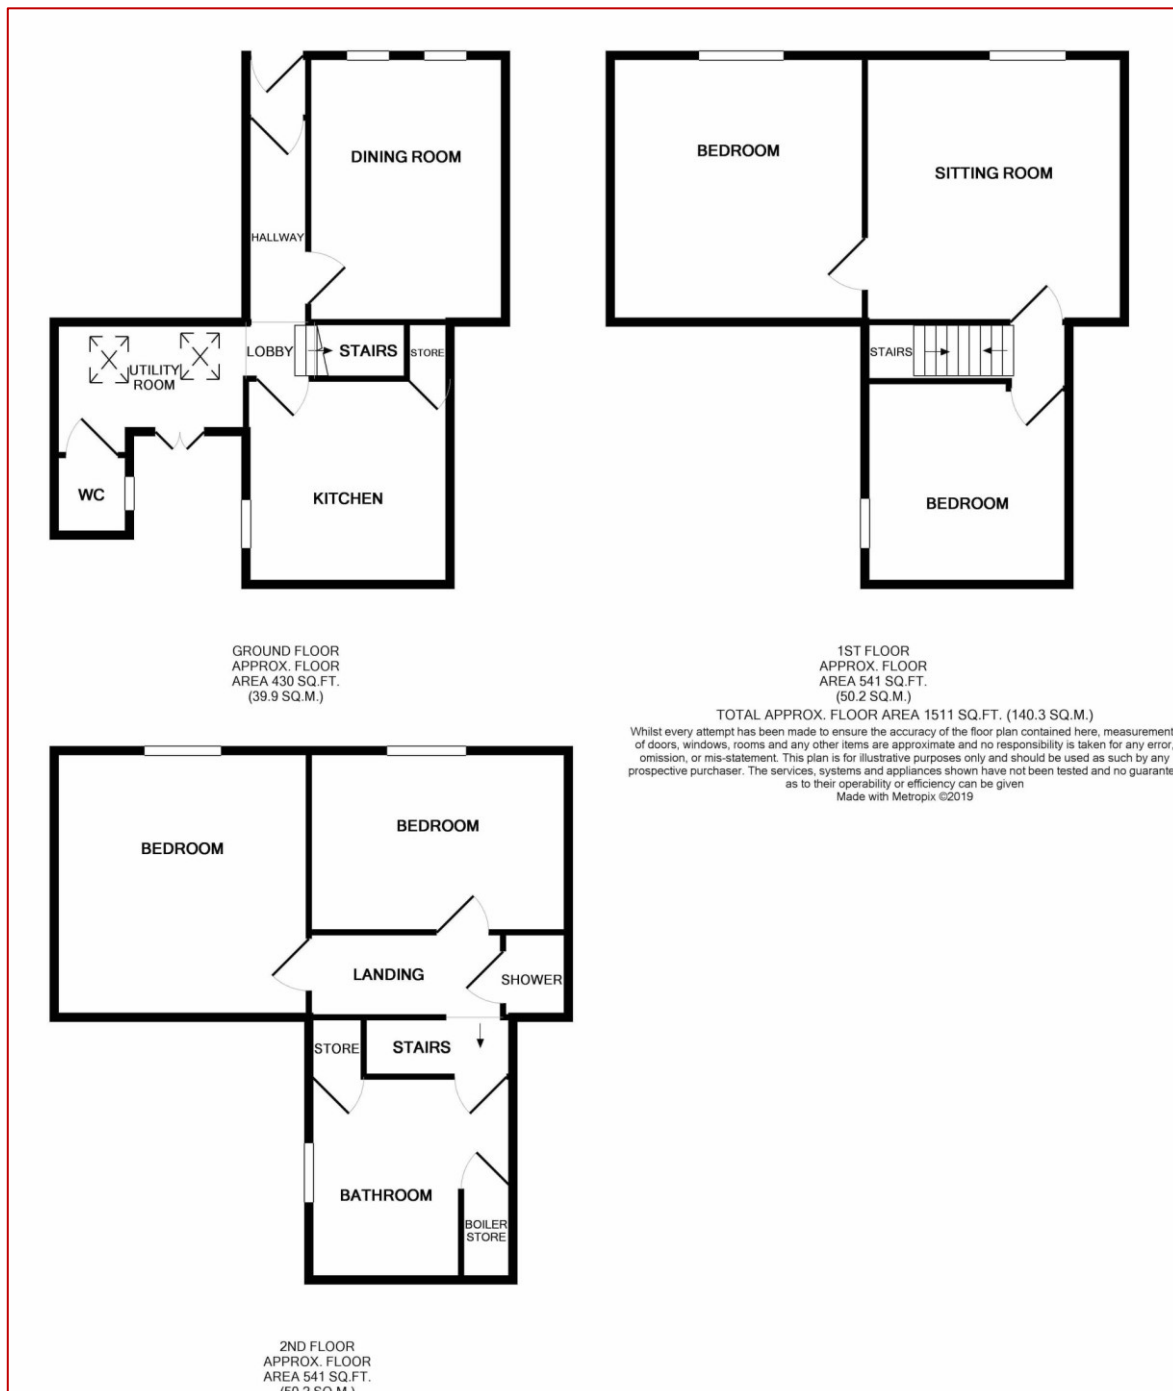 DINING ROOM
HALLWAY
LOBBY
STAIRS
STORE
UTILITY
ROOM
WC
KITCHEN
GROUND FLOOR
APPROX. FLOOR
AREA 430 SQ.FT.
(39.9 SQ.M.)
BEDROOM
SITTING ROOM
STAIRS
BEDROOM
1ST FLOOR
APPROX. FLOOR
AREA 541 SQ.FT.
(50.2 SQ.M.)
TOTAL APPROX. FLOOR AREA 1511 SQ.FT. (140.3 SQ.M.)
Whilst every attempt has been made to ensure the accuracy of the floor plan contained here, measurement
of doors, windows, rooms and any other items are approximate and no responsibility is taken for any error,
omission, or mis-statement. This plan is for illustrative purposes only and should be used as such by any
prospective purchaser. The services, systems and appliances shown have not been tested and no guarante
as to their operability or efficiency can be given
Made with Metropix ©2019
BEDROOM
BEDROOM
LANDING
SHOWER
STORE
STAIRS
BATHROOM
BOILER
STORE
2ND FLOOR
APPROX. FLOOR
AREA 541 SQ.FT.
(50.2 SQ.M.)